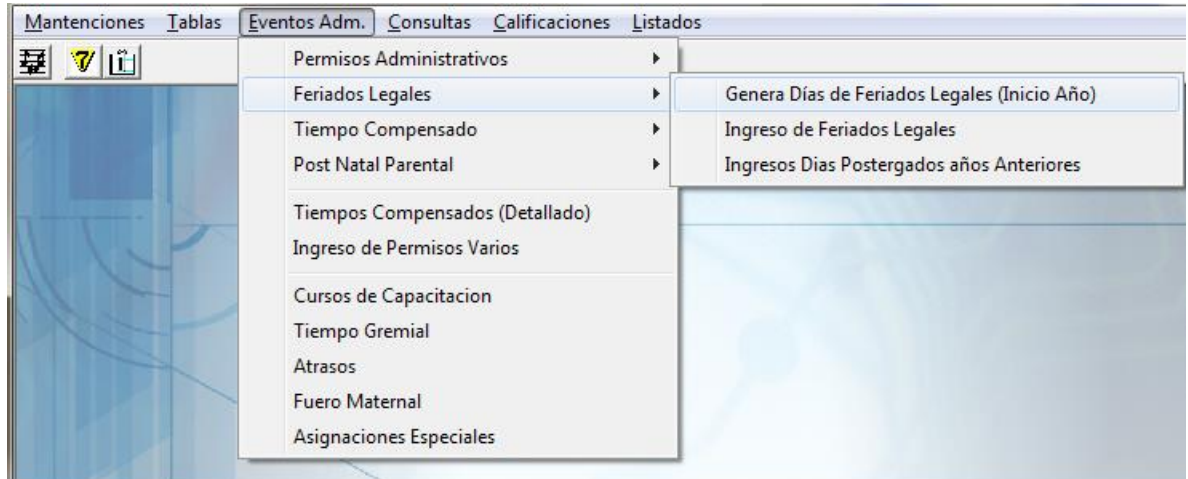 Mantenciones Tablas Eventos Adm. Consultas Calificaciones Listados
Permisos Administrativos
Feriados Legales
Genera Días de Feriados Legales (Inicio Año)
Tiempo Compensado
Ingreso de Feriados Legales
Post Natal Parental
Ingresos Dias Postergados años Anteriores
Tiempos Compensados (Detallado)
Ingreso de Permisos Varios
Cursos de Capacitacion
Tiempo Gremial
Atrasos
Fuero Maternal
Asignaciones Especiales